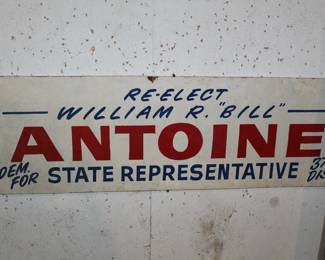 RE-ELECT
WILLIAM R. "BILL"
ANTOINE
DEM. FOR STATE REPRESENTATIVE